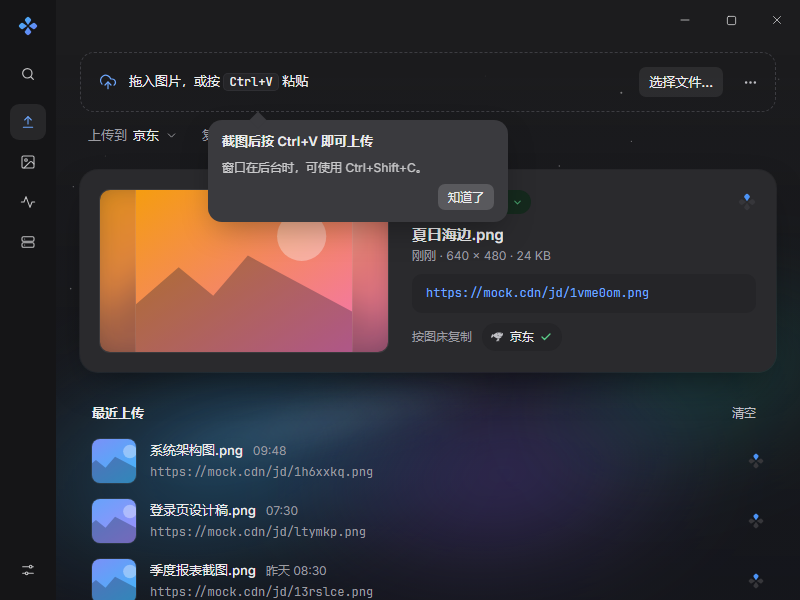 拖入图片，或按 Ctrl+V 粘贴
选择文件...
上传到 京东
截图后按 Ctrl+V 即可上传
窗口在后台时，可使用 Ctrl+Shift+C。
知道了
夏日海边.png
刚刚 · 640 × 480 · 24 KB
https://mock.cdn/jd/1vme0om.png
按图床复制 京东
最近上传 清空
系统架构图.png 09:48
https://mock.cdn/jd/1h6xxkq.png
登录页设计稿.png 07:30
https://mock.cdn/jd/ltymkp.png
季度报表截图.png 昨天 08:30
https://mock.cdn/jd/13rslce.png